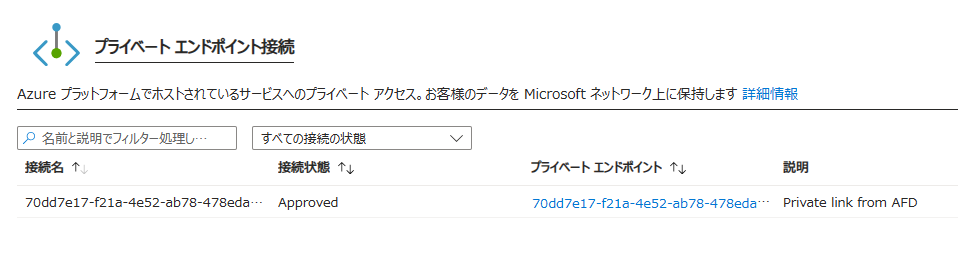 プライベート エンドポイント接続
Azure プラットフォームでホストされているサービスへのプライベート アクセス。お客様のデータを Microsoft ネットワーク上に保持します 詳細情報
名前と説明でフィルター処理し… すべての接続の状態
接続名 ↑↓ 接続状態 ↑↓ プライベート エンドポイント ↑↓ 説明
70dd7e17-f21a-4e52-ab78-478eda… Approved 70dd7e17-f21a-4e52-ab78-478eda… Private link from AFD